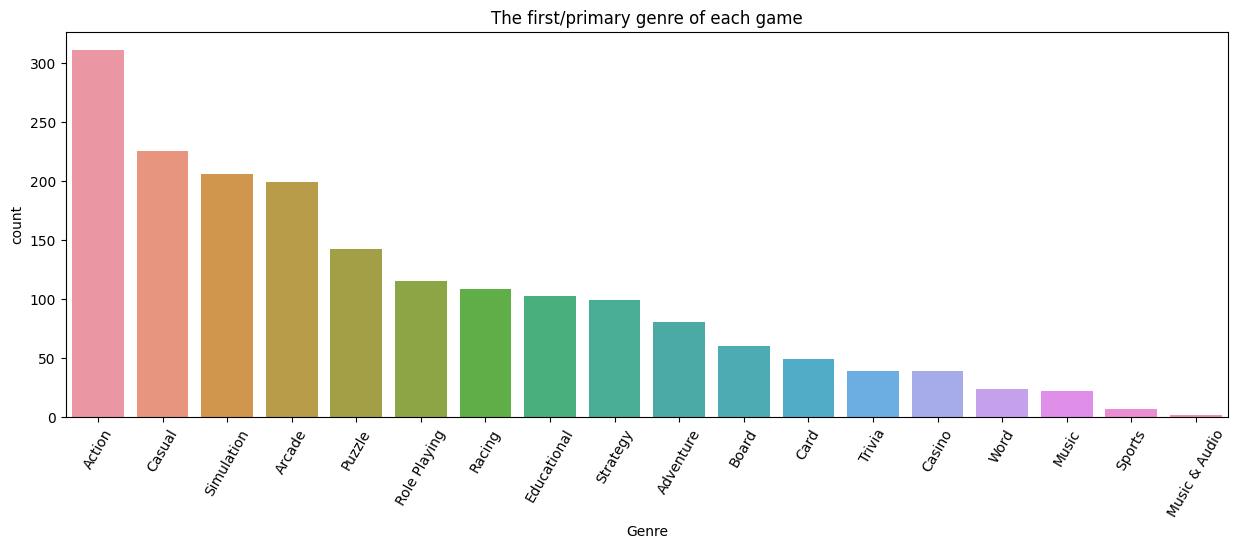 The first/primary genre of each game
count
300
250
200
150
100
50
0
Action
Casual
Simulation
Arcade
Puzzle
Role Playing
Racing
Educational
Strategy
Adventure
Board
Card
Trivia
Casino
Word
Music
Sports
Music & Audio
Genre